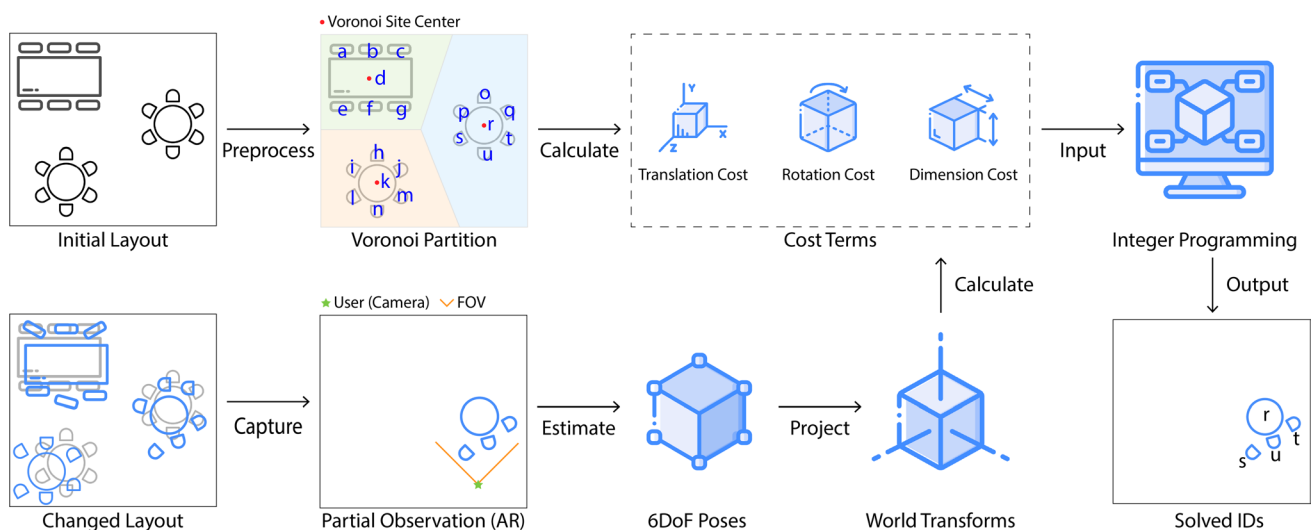 Voronoi Site Center
a b c
d
e f g
o
p q
r
s t
u
h
i j
k
l m
n
Preprocess
Calculate
Y
X
Z
Translation Cost
Rotation Cost
Dimension Cost
Input
Initial Layout
Voronoi Partition
Cost Terms
Integer Programming
Calculate
Output
User (Camera)
FOV
Capture
Estimate
Project
r
s
u
t
Changed Layout
Partial Observation (AR)
6DoF Poses
World Transforms
Solved IDs